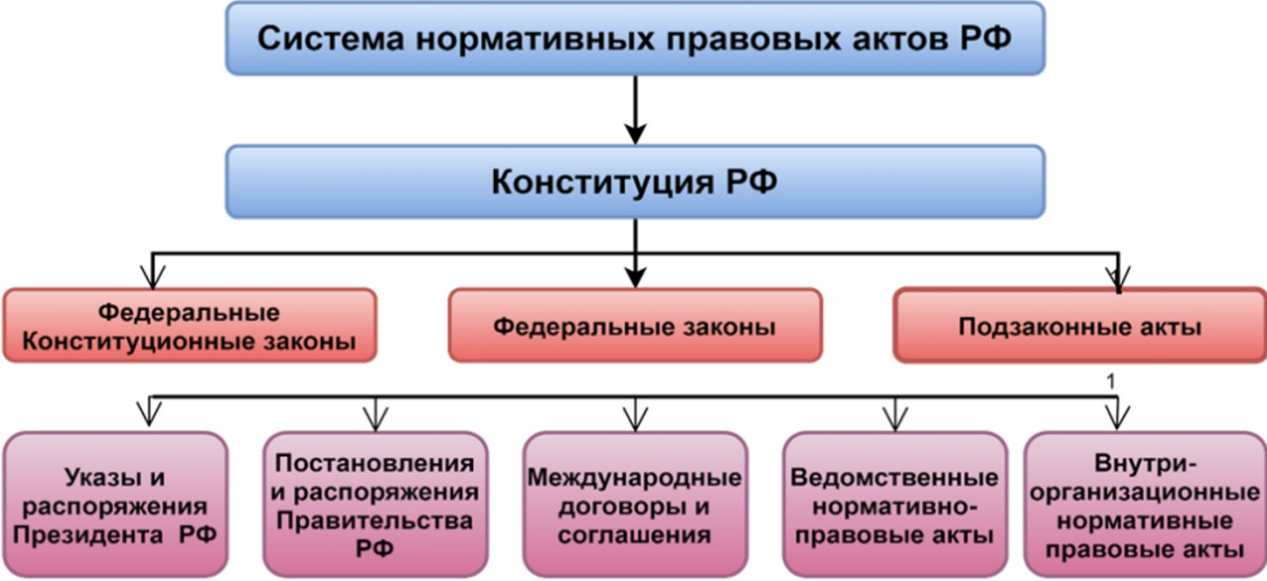 Система нормативных правовых актов РФ
Конституция РФ
Федеральные
Конституционные законы
Федеральные законы
Подзаконные акты
1
1
Указы и
распоряжения
Президента РФ
Постановления
и распоряжения
Правительства
РФ
Международные
договоры и
соглашения
Ведомственные
нормативно-
правовые акты
Внутри-
организационные
нормативные
правовые акты